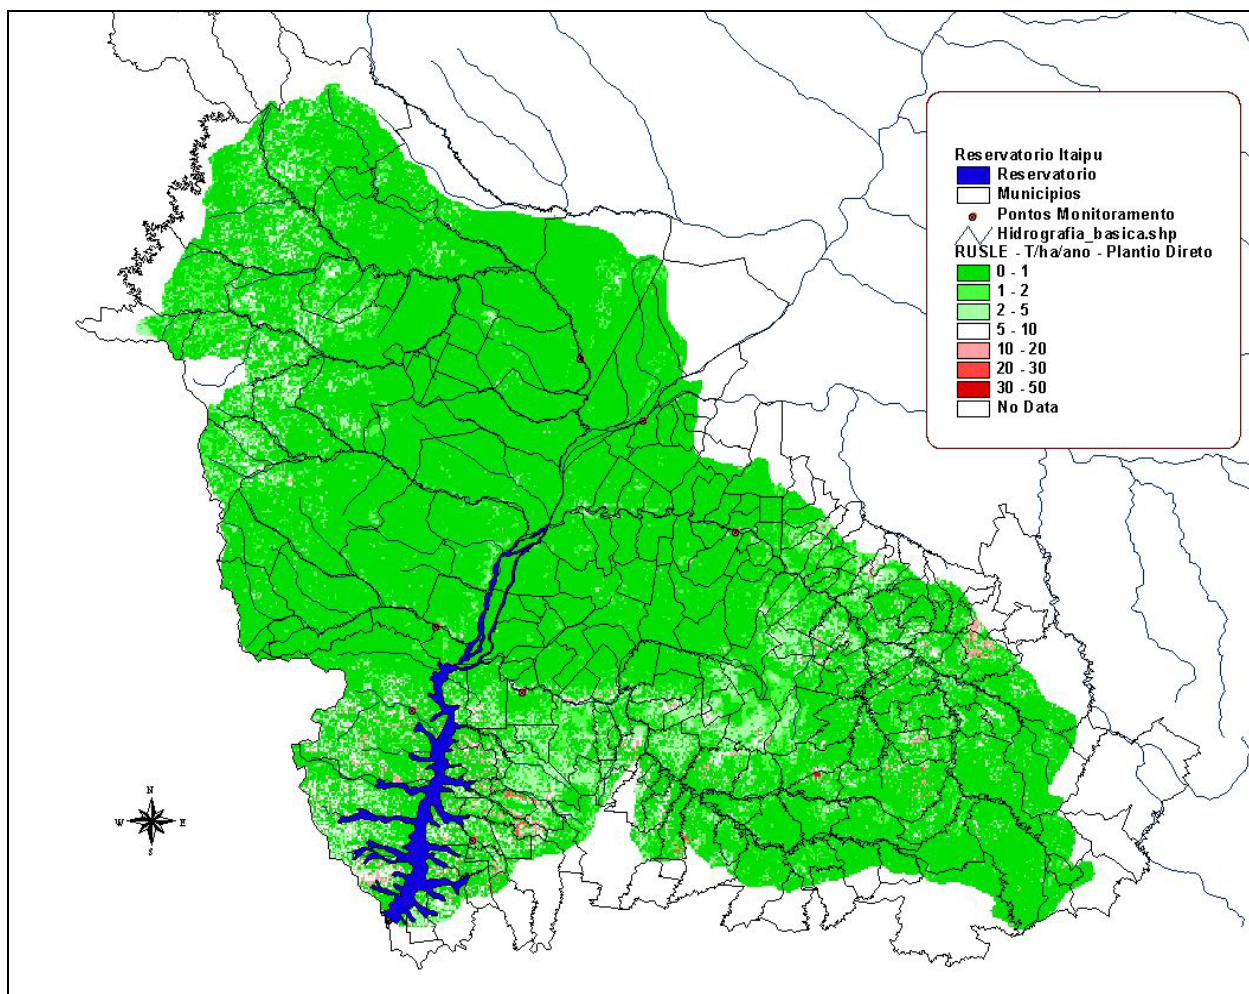 Reservatorio Itaipu
Reservatorio
Municipios
Pontos Monitoramento
Hidrografia_basica.shp
RUSLE - T/ha/ano - Plantio Direto
0 - 1
1 - 2
2 - 5
5 - 10
10 - 20
20 - 30
30 - 50
No Data
N
W E
S